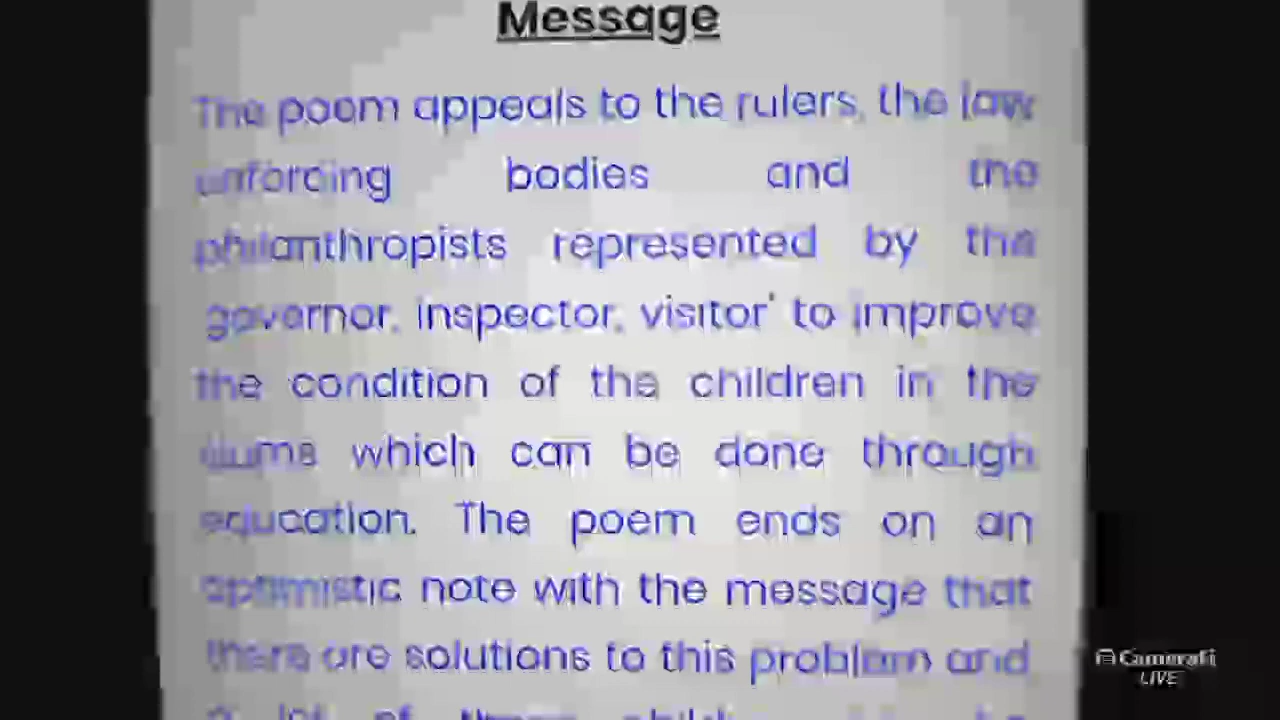 Message
The poem appeals to the rulers, the law
enforcing bodies and the
philanthropists represented by the
governor, inspector, visitor' to improve
the condition of the children in the
slums which can be done through
education. The poem ends on an
optimistic note with the message that
there are solutions to this problem and
CameraFi
LIVE